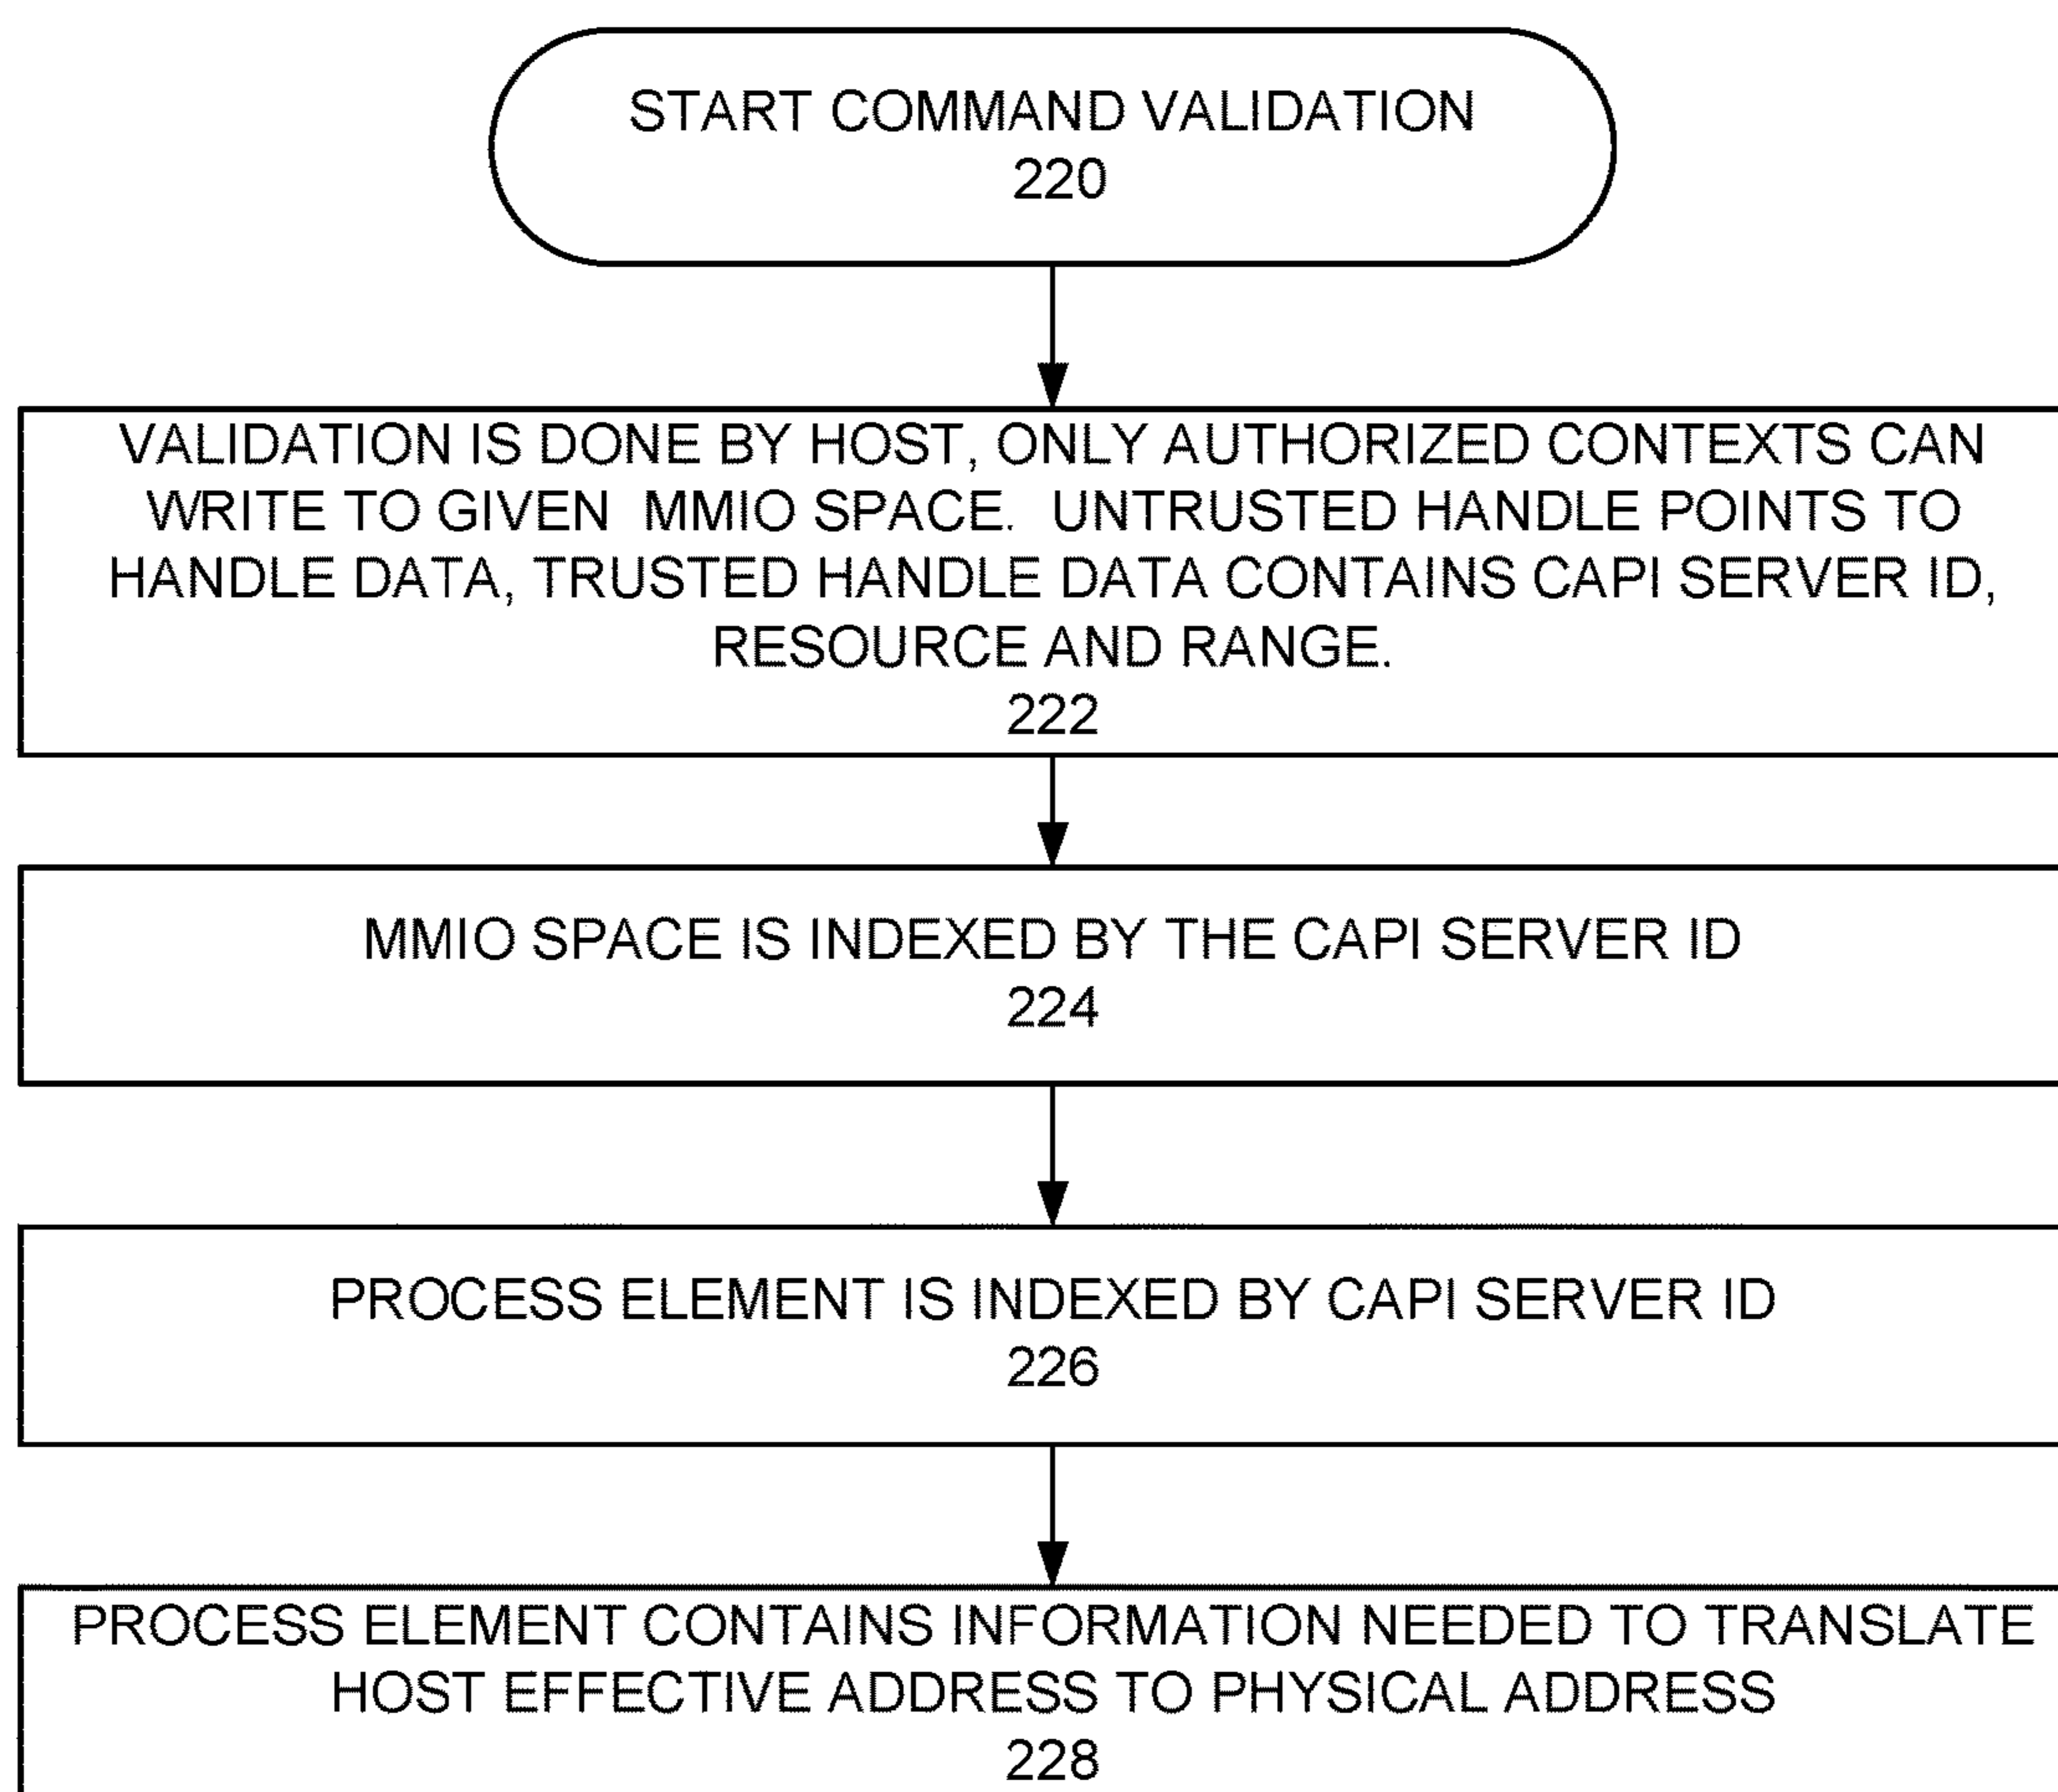 START COMMAND VALIDATION
220
VALIDATION IS DONE BY HOST, ONLY AUTHORIZED CONTEXTS CAN
WRITE TO GIVEN MMIO SPACE. UNTRUSTED HANDLE POINTS TO
HANDLE DATA, TRUSTED HANDLE DATA CONTAINS CAPI SERVER ID,
RESOURCE AND RANGE.
222
MMIO SPACE IS INDEXED BY THE CAPI SERVER ID
224
PROCESS ELEMENT IS INDEXED BY CAPI SERVER ID
226
PROCESS ELEMENT CONTAINS INFORMATION NEEDED TO TRANSLATE
HOST EFFECTIVE ADDRESS TO PHYSICAL ADDRESS
228